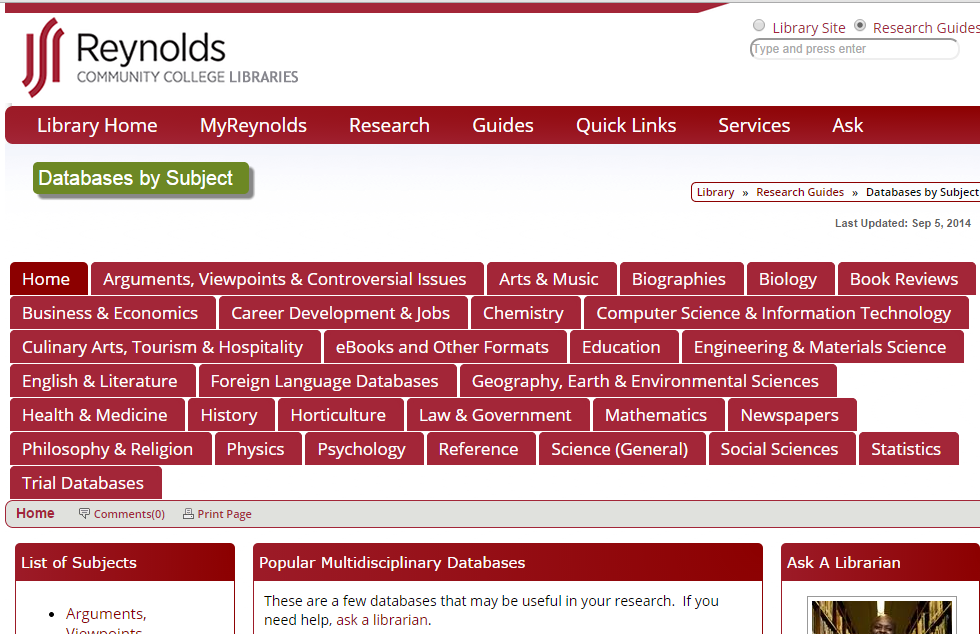 Library Site Research Guides
Type and press enter
Reynolds
COMMUNITY COLLEGE LIBRARIES
Library Home MyReynolds Research Guides Quick Links Services Ask
Databases by Subject
Library » Research Guides » Databases by Subject
Last Updated: Sep 5, 2014
Home Arguments, Viewpoints & Controversial Issues Arts & Music Biographies Biology Book Reviews
Business & Economics Career Development & Jobs Chemistry Computer Science & Information Technology
Culinary Arts, Tourism & Hospitality eBooks and Other Formats Education Engineering & Materials Science
English & Literature Foreign Language Databases Geography, Earth & Environmental Sciences
Health & Medicine History Horticulture Law & Government Mathematics Newspapers
Philosophy & Religion Physics Psychology Reference Science (General) Social Sciences Statistics
Trial Databases
Home Comments(0) Print Page
List of Subjects
Arguments,
Viewpoints
Popular Multidisciplinary Databases
These are a few databases that may be useful in your research. If you
need help, ask a librarian.
Ask A Librarian